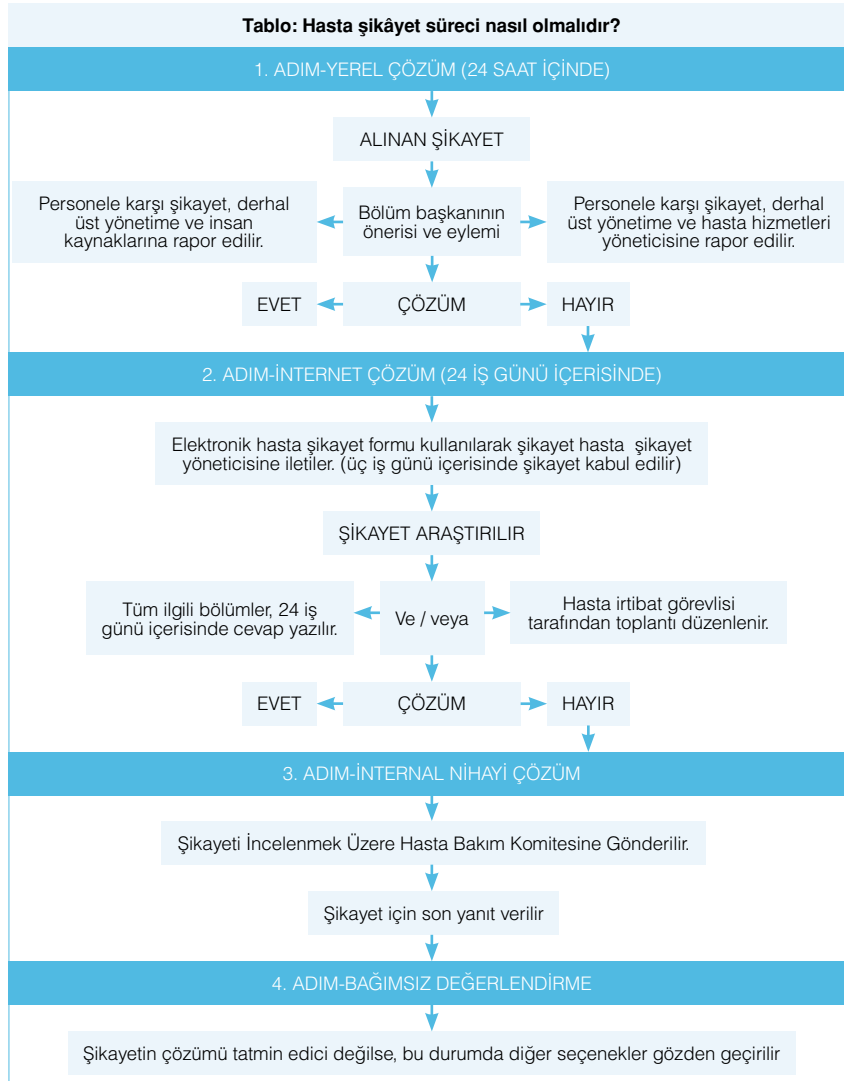 Tablo: Hasta şikâyet süreci nasıl olmalıdır?
1. ADIM-YEREL ÇÖZÜM (24 SAAT İÇİNDE)
ALINAN ŞİKAYET
Personele karşı şikayet, derhal
üst yönetime ve insan
kaynaklarına rapor edilir.
Bölüm başkanının
önerisi ve eylemi
Personele karşı şikayet, derhal
üst yönetime ve hasta hizmetleri
yöneticisine rapor edilir.
EVET
ÇÖZÜM
HAYIR
2. ADIM-İNTERNET ÇÖZÜM (24 İŞ GÜNÜ İÇERİSİNDE)
Elektronik hasta şikayet formu kullanılarak şikayet hasta şikayet
yöneticisine iletiler. (üç iş günü içerisinde şikayet kabul edilir)
ŞİKAYET ARAŞTIRILIR
Tüm ilgili bölümler, 24 iş
günü içerisinde cevap yazılır.
Ve / veya
Hasta irtibat görevlisi
tarafından toplantı düzenlenir.
EVET
ÇÖZÜM
HAYIR
3. ADIM-İNTERNAL NİHAYİ ÇÖZÜM
Şikayeti İncelenmek Üzere Hasta Bakım Komitesine Gönderilir.
Şikayet için son yanıt verilir
4. ADIM-BAĞIMSIZ DEĞERLENDİRME
Şikayetin çözümü tatmin edici değilse, bu durumda diğer seçenekler gözden geçirilir